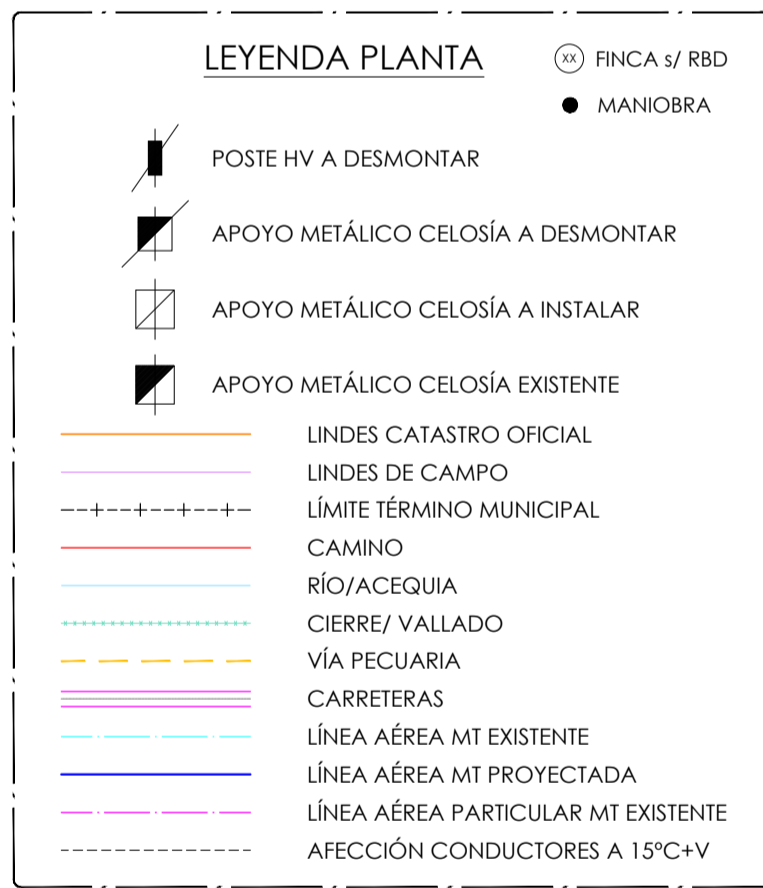 LEYENDA PLANTA
XX FINCA s/ RBD
MANIOBRA
POSTE HV A DESMONTAR
APOYO METÁLICO CELOSÍA A DESMONTAR
APOYO METÁLICO CELOSÍA A INSTALAR
APOYO METÁLICO CELOSÍA EXISTENTE
LINDES CATASTRO OFICIAL
LINDES DE CAMPO
LÍMITE TÉRMINO MUNICIPAL
CAMINO
RÍO/ACEQUIA
CIERRE/ VALLADO
VÍA PECUARIA
CARRETERAS
LÍNEA AÉREA MT EXISTENTE
LÍNEA AÉREA MT PROYECTADA
LÍNEA AÉREA PARTICULAR MT EXISTENTE
AFECCIÓN CONDUCTORES A 15ºC+V